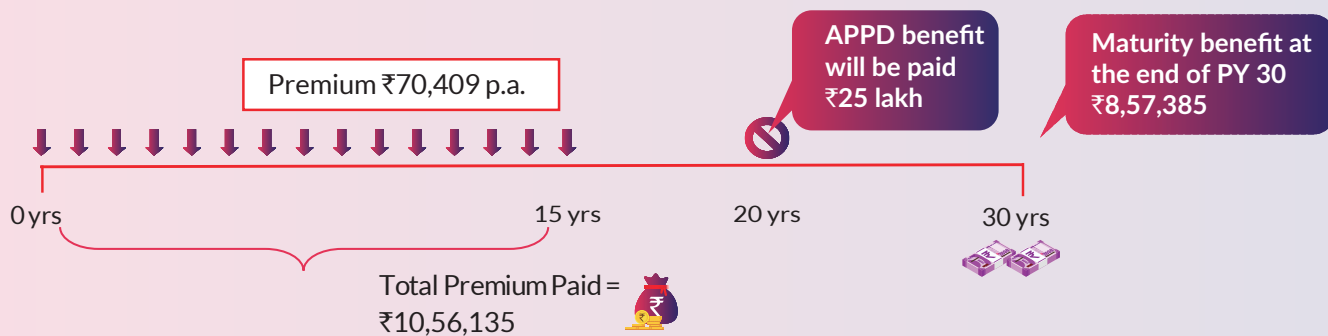 APPD benefit
will be paid
₹25 lakh
Maturity benefit at
the end of PY 30
₹8,57,385
Premium ₹70,409 p.a.
0 yrs
15 yrs
20 yrs
30 yrs
Total Premium Paid =
₹10,56,135